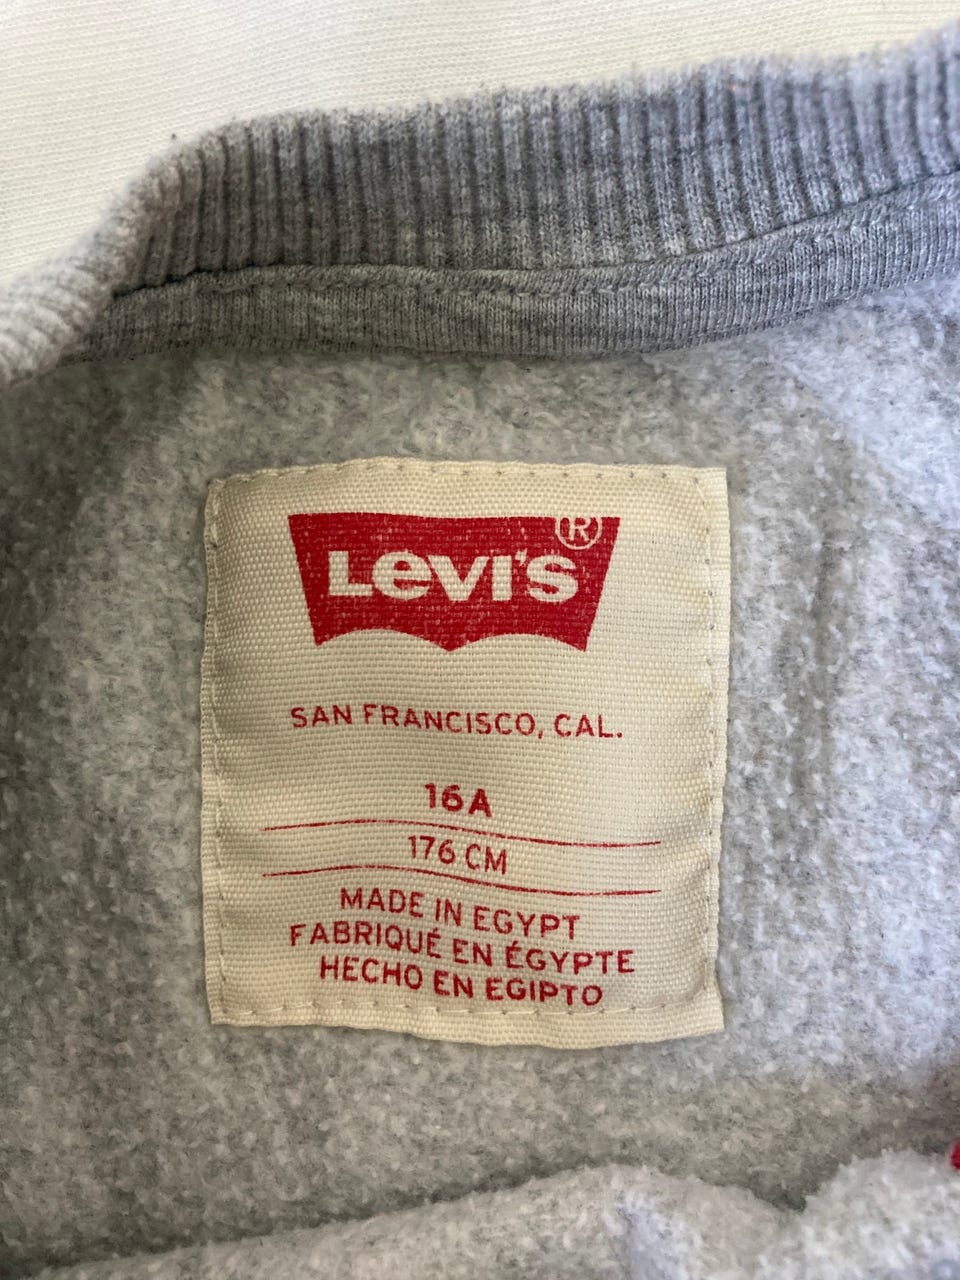 Levi's®
SAN FRANCISCO, CAL.
16A
176 CM
MADE IN EGYPT
FABRIQUÉ EN ÉGYPTE
HECHO EN EGIPTO